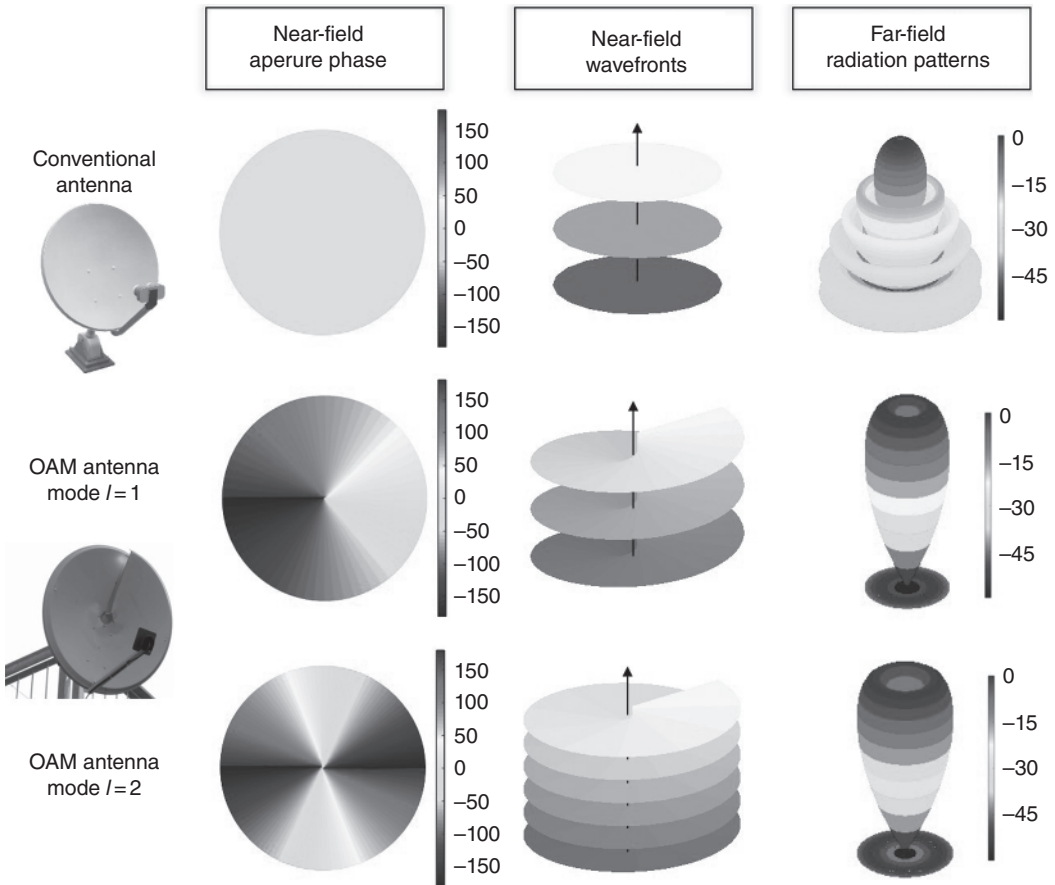 Near-field
aperure phase
Near-field
wavefronts
Far-field
radiation patterns
Conventional
antenna
150
100
50
0
−50
−100
−150
0
−15
−30
−45
OAM antenna
mode l = 1
150
100
50
0
−50
−100
−150
0
−15
−30
−45
OAM antenna
mode l = 2
150
100
50
0
−50
−100
−150
0
−15
−30
−45